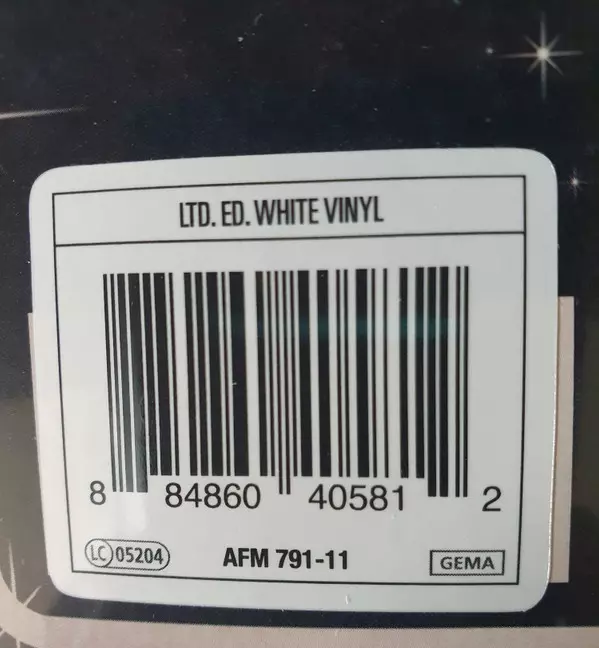 LTD. ED. WHITE VINYL
8 84860 40581 2
LC 05204 AFM 791-11 GEMA